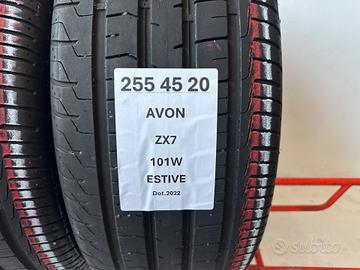 255 45 20
AVON
ZX7
101W
ESTIVE
Dot.2022
subito